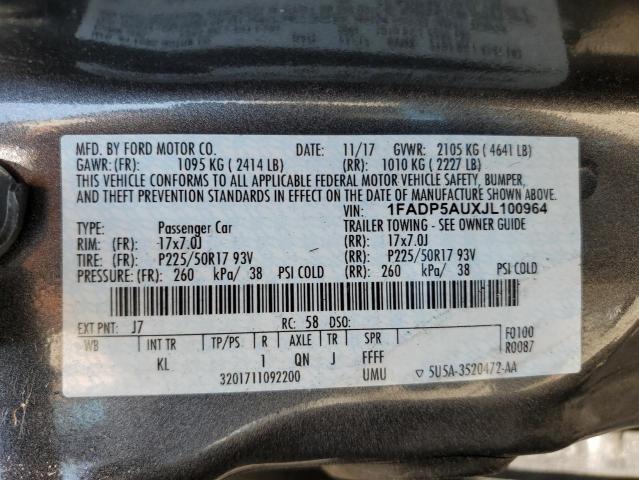 MFD. BY FORD MOTOR CO. DATE: 11/17 GVWR: 2105 KG ( 4641 LB)
GAWR: (FR): 1095 KG ( 2414 LB) (RR): 1010 KG ( 2227 LB)
THIS VEHICLE CONFORMS TO ALL APPLICABLE FEDERAL MOTOR VEHICLE SAFETY, BUMPER,
AND THEFT PREVENTION STANDARDS IN EFFECT ON THE DATE OF MANUFACTURE SHOWN ABOVE.
VIN: 1FADP5AUXJL100964
TYPE: Passenger Car TRAILER TOWING - SEE OWNER GUIDE
RIM: (FR): 17x7.0J (RR): 17x7.0J
TIRE: (FR): P225/50R17 93V (RR): P225/50R17 93V
PRESSURE: (FR): 260 kPa/ 38 PSI COLD (RR): 260 kPa/ 38 PSI COLD
EXT PNT: J7 RC: 58 DSO: F0100
WB INT TR TP/PS R AXLE TR SPR R0087
KL 1 QN J FFFF
3201711092200 UMU ▽ 5U5A-3520472-AA